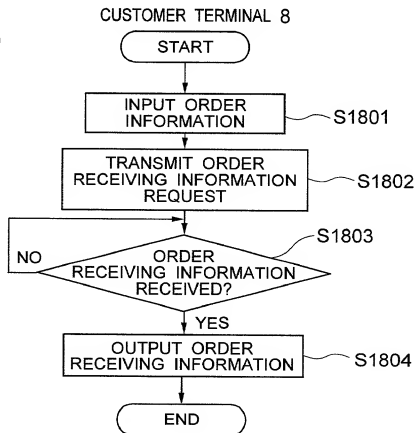 CUSTOMER TERMINAL 8
START
INPUT ORDER
INFORMATION
S1801
TRANSMIT ORDER
RECEIVING INFORMATION
REQUEST
S1802
S1803
ORDER
RECEIVING INFORMATION
RECEIVED?
NO
YES
OUTPUT ORDER
RECEIVING INFORMATION
S1804
END